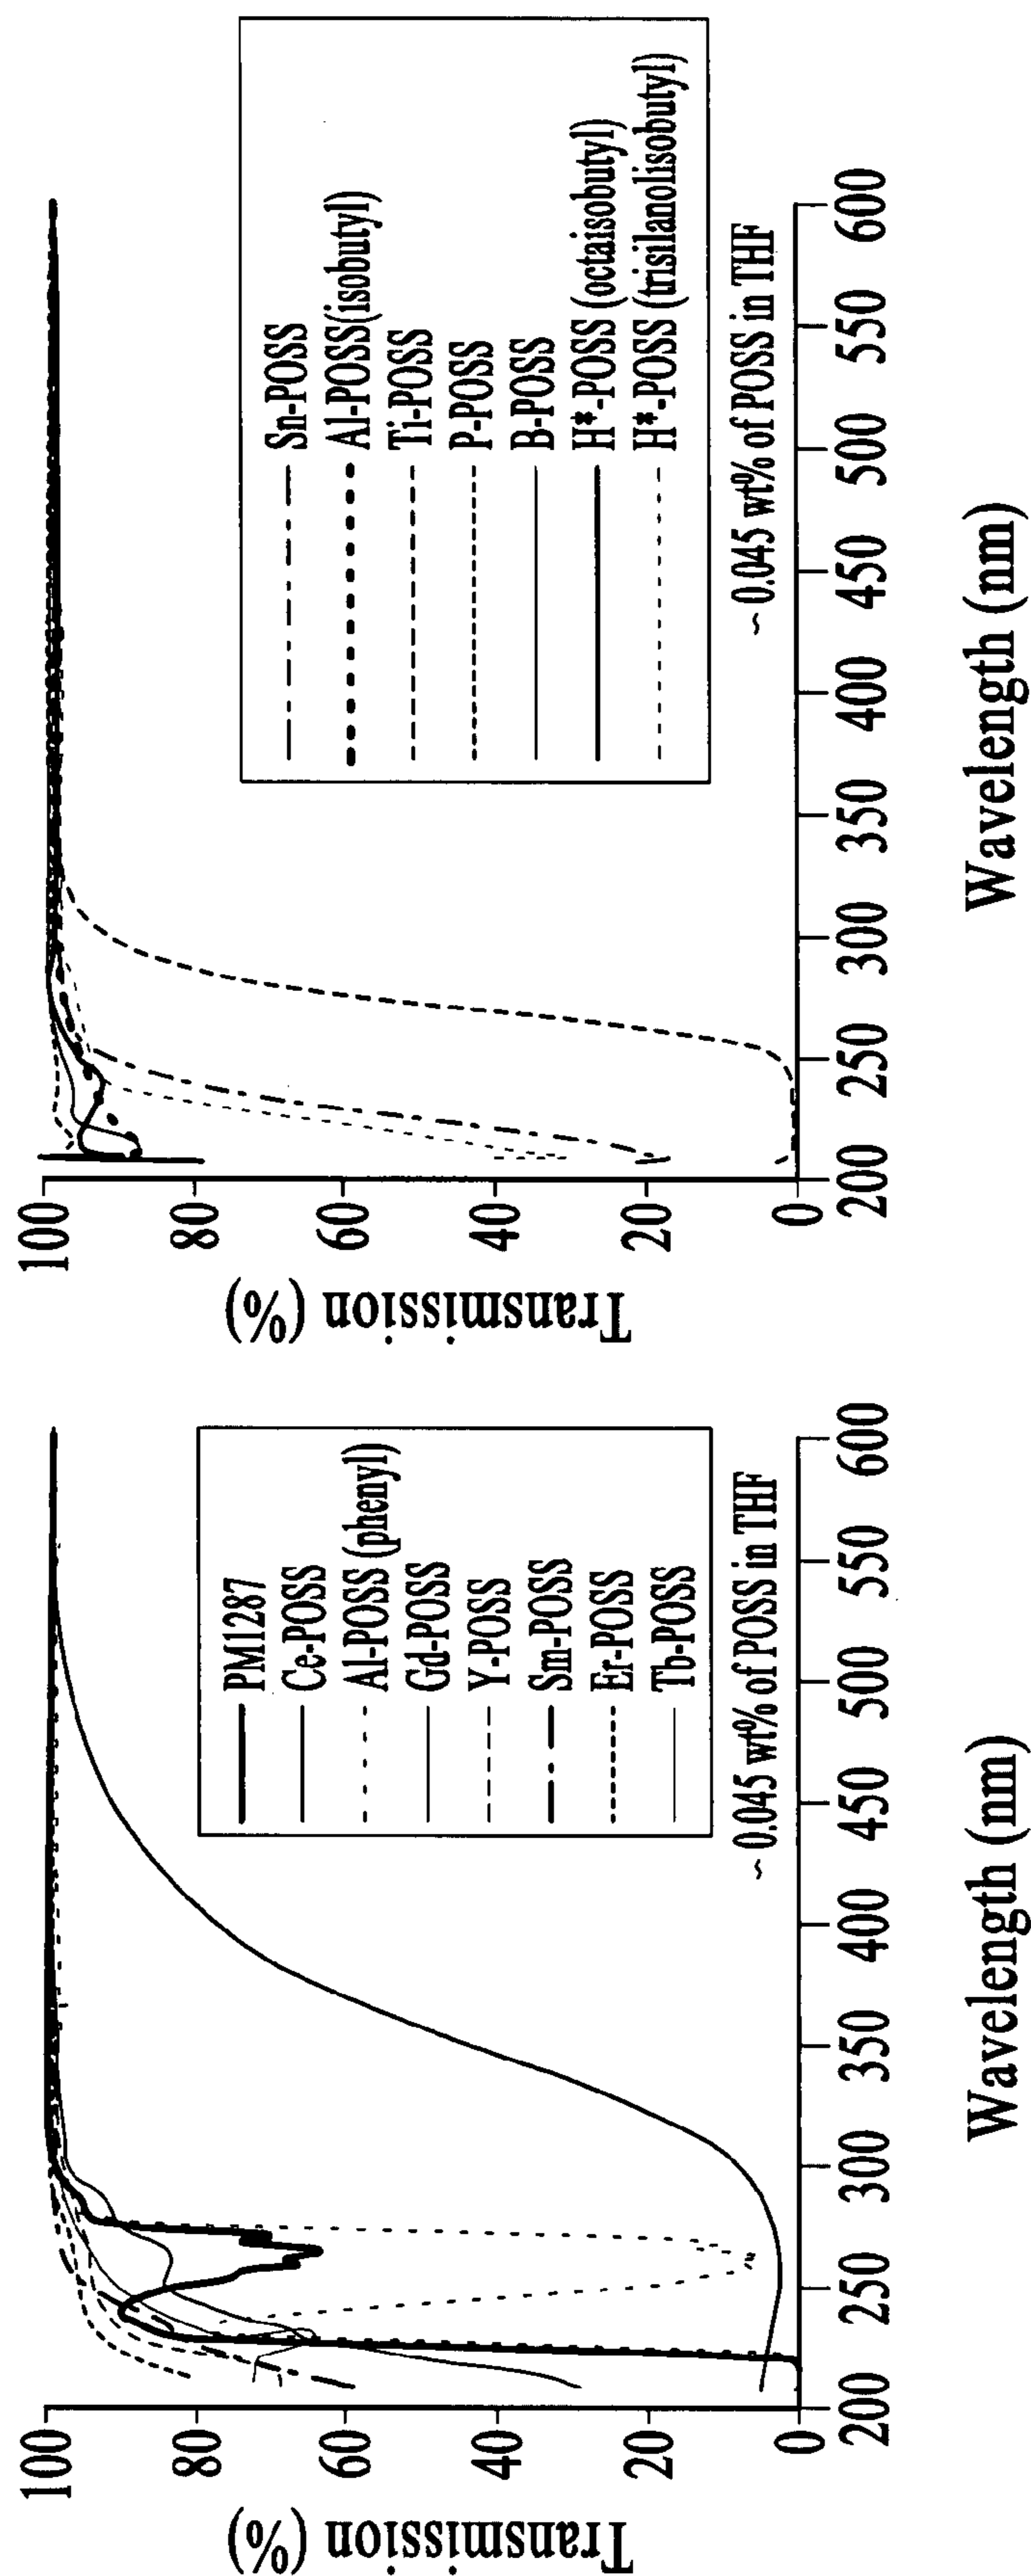 Transmission (%)
100
80
60
40
20
0
200
250
300
350
400
450
500
550
600
Wavelength (nm)
PM1287
Ce-POSS
Al-POSS (phenyl)
Gd-POSS
Y-POSS
Sm-POSS
Er-POSS
Tb-POSS
~ 0.045 wt% of POSS in THF
Transmission (%)
100
80
60
40
20
0
200
250
300
350
400
450
500
550
600
Wavelength (nm)
Sn-POSS
Al-POSS(isobutyl)
Ti-POSS
P-POSS
B-POSS
H*-POSS (octaisobutyl)
H*-POSS (trisilanolisobutyl)
~ 0.045 wt% of POSS in THF